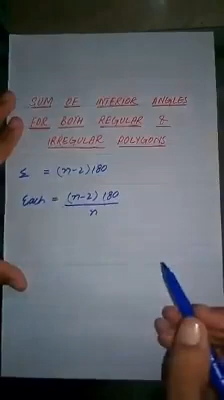 SUM OF INTERIOR ANGLES
FOR BOTH REGULAR &
IRREGULAR POLYGONS
Σ = (n-2) 180
Each = (n-2) 180
n